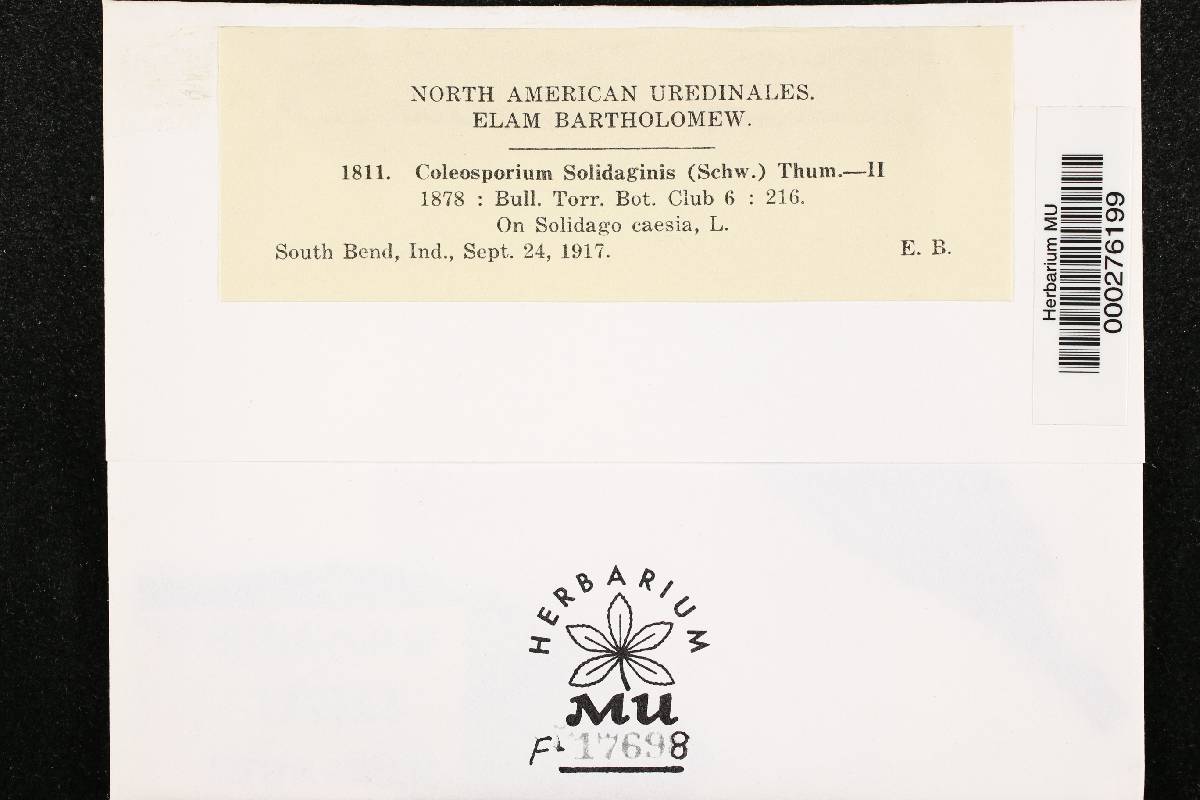 NORTH AMERICAN UREDINALES.
ELAM BARTHOLOMEW.
1811. Coleosporium Solidaginis (Schw.) Thum.—II
1878 : Bull. Torr. Bot. Club 6 : 216.
On Solidago caesia, L.
South Bend, Ind., Sept. 24, 1917. E. B.
Herbarium MU
000276199
HERBARIUM
MU
F 17698